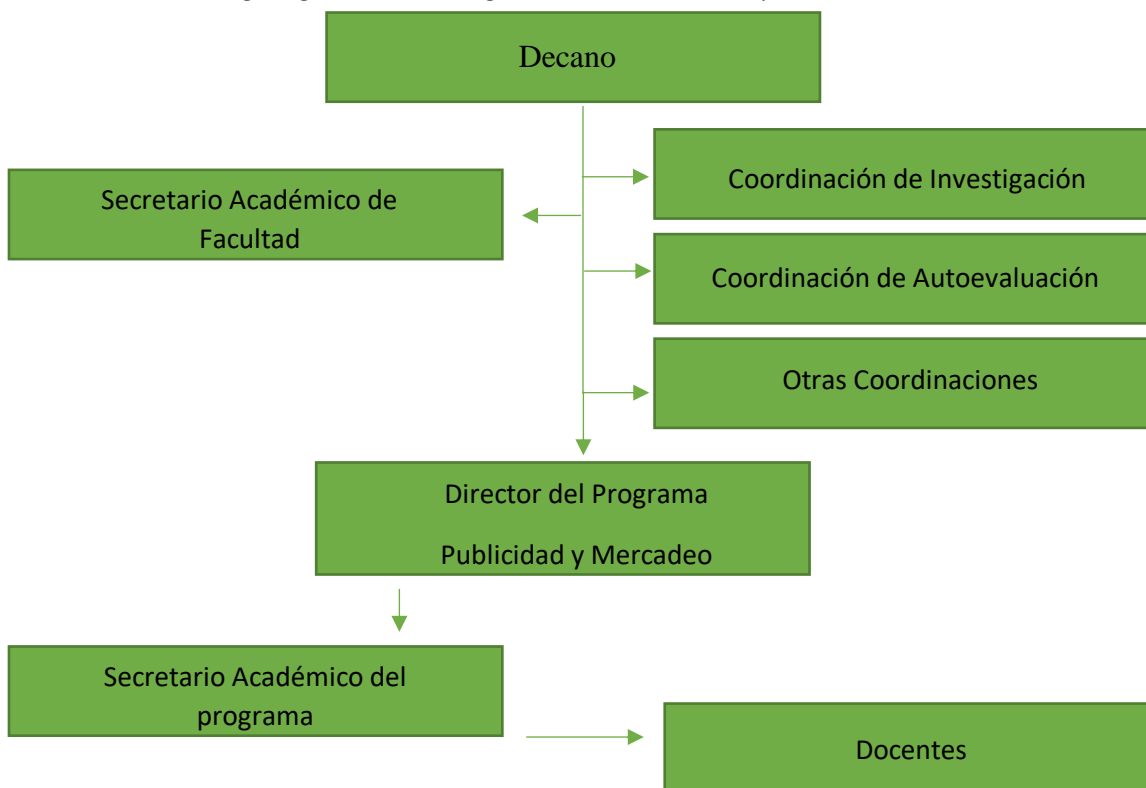 Decano
Coordinación de Investigación
Secretario Académico de
Facultad
Coordinación de Autoevaluación
Otras Coordinaciones
Director del Programa
Publicidad y Mercadeo
Secretario Académico del
programa
Docentes